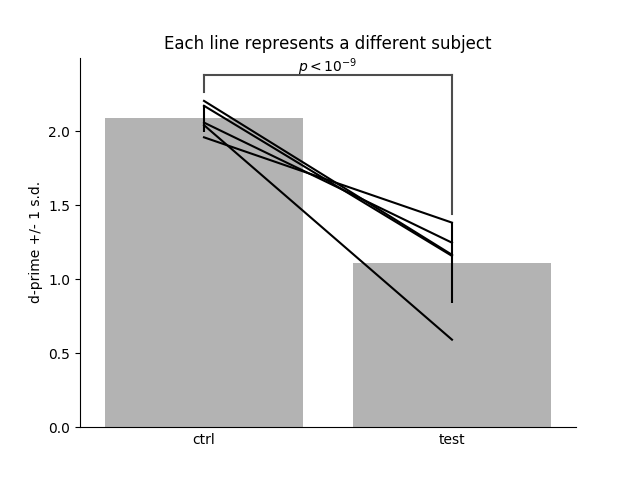 Each line represents a different subject
p < 10⁻⁹
d-prime +/- 1 s.d.
2.0
1.5
1.0
0.5
0.0
ctrl
test